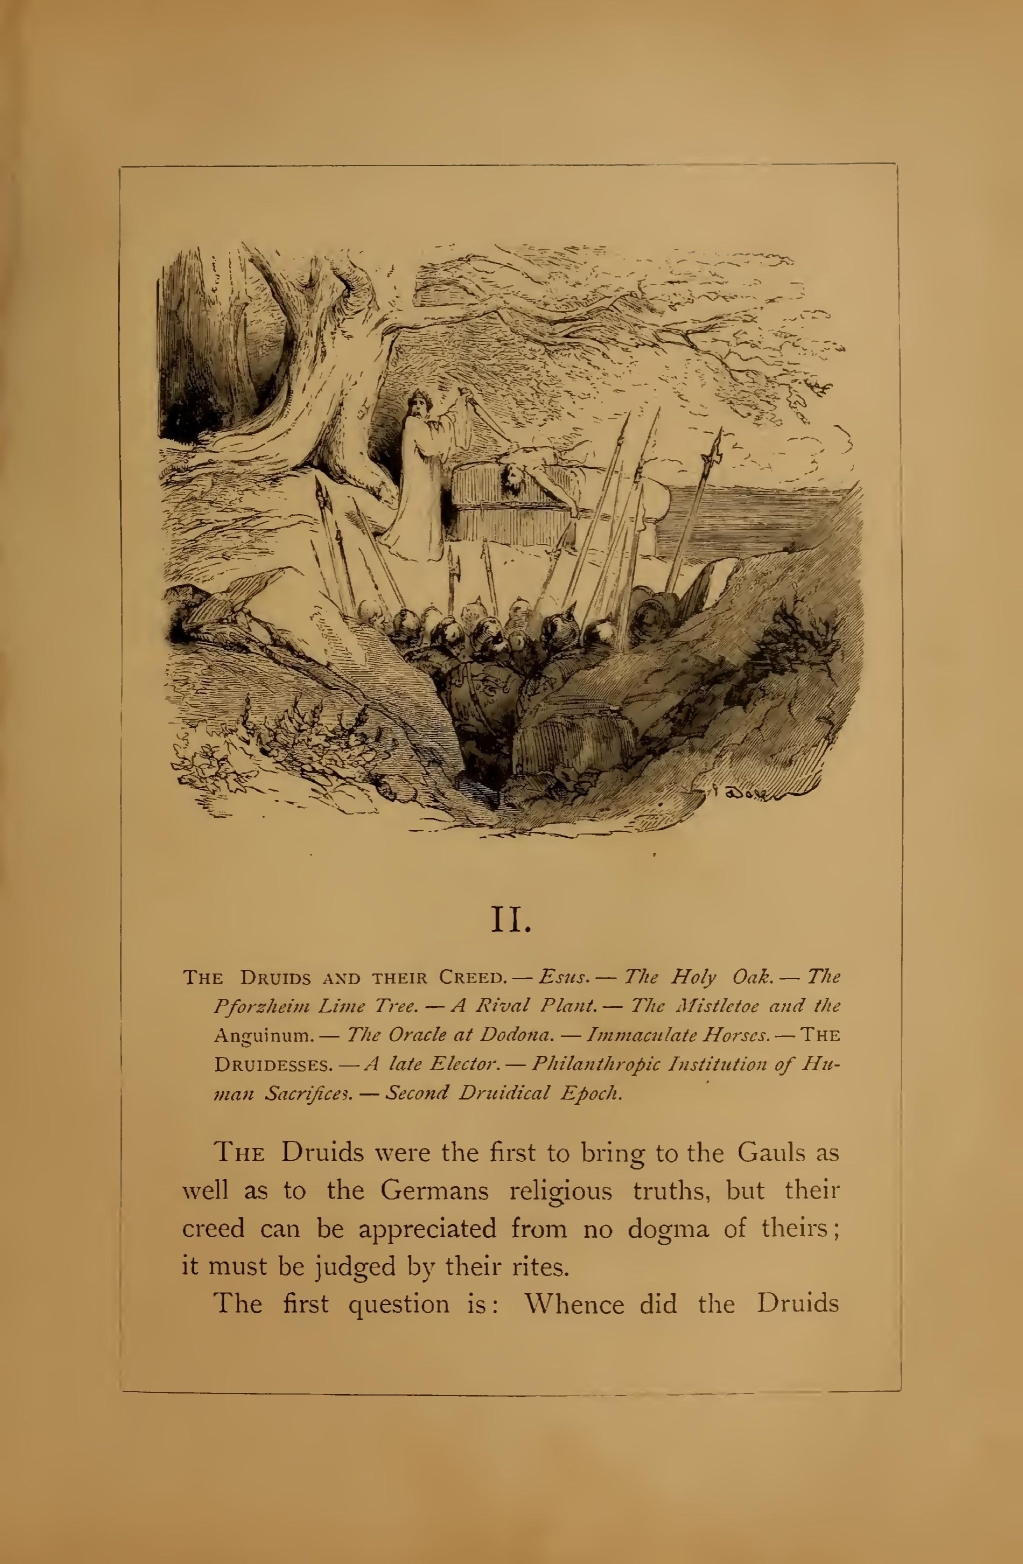 G Doré
II.
THE DRUIDS AND THEIR CREED. — Esus. — The Holy Oak. — The
Pforzheim Lime Tree. — A Rival Plant. — The Mistletoe and the
Anguinum. — The Oracle at Dodona. — Immaculate Horses. — THE
DRUIDESSES. — A late Elector. — Philanthropic Institution of Hu-
man Sacrifices. — Second Druidical Epoch.
THE Druids were the first to bring to the Gauls as
well as to the Germans religious truths, but their
creed can be appreciated from no dogma of theirs;
it must be judged by their rites.
The first question is: Whence did the Druids